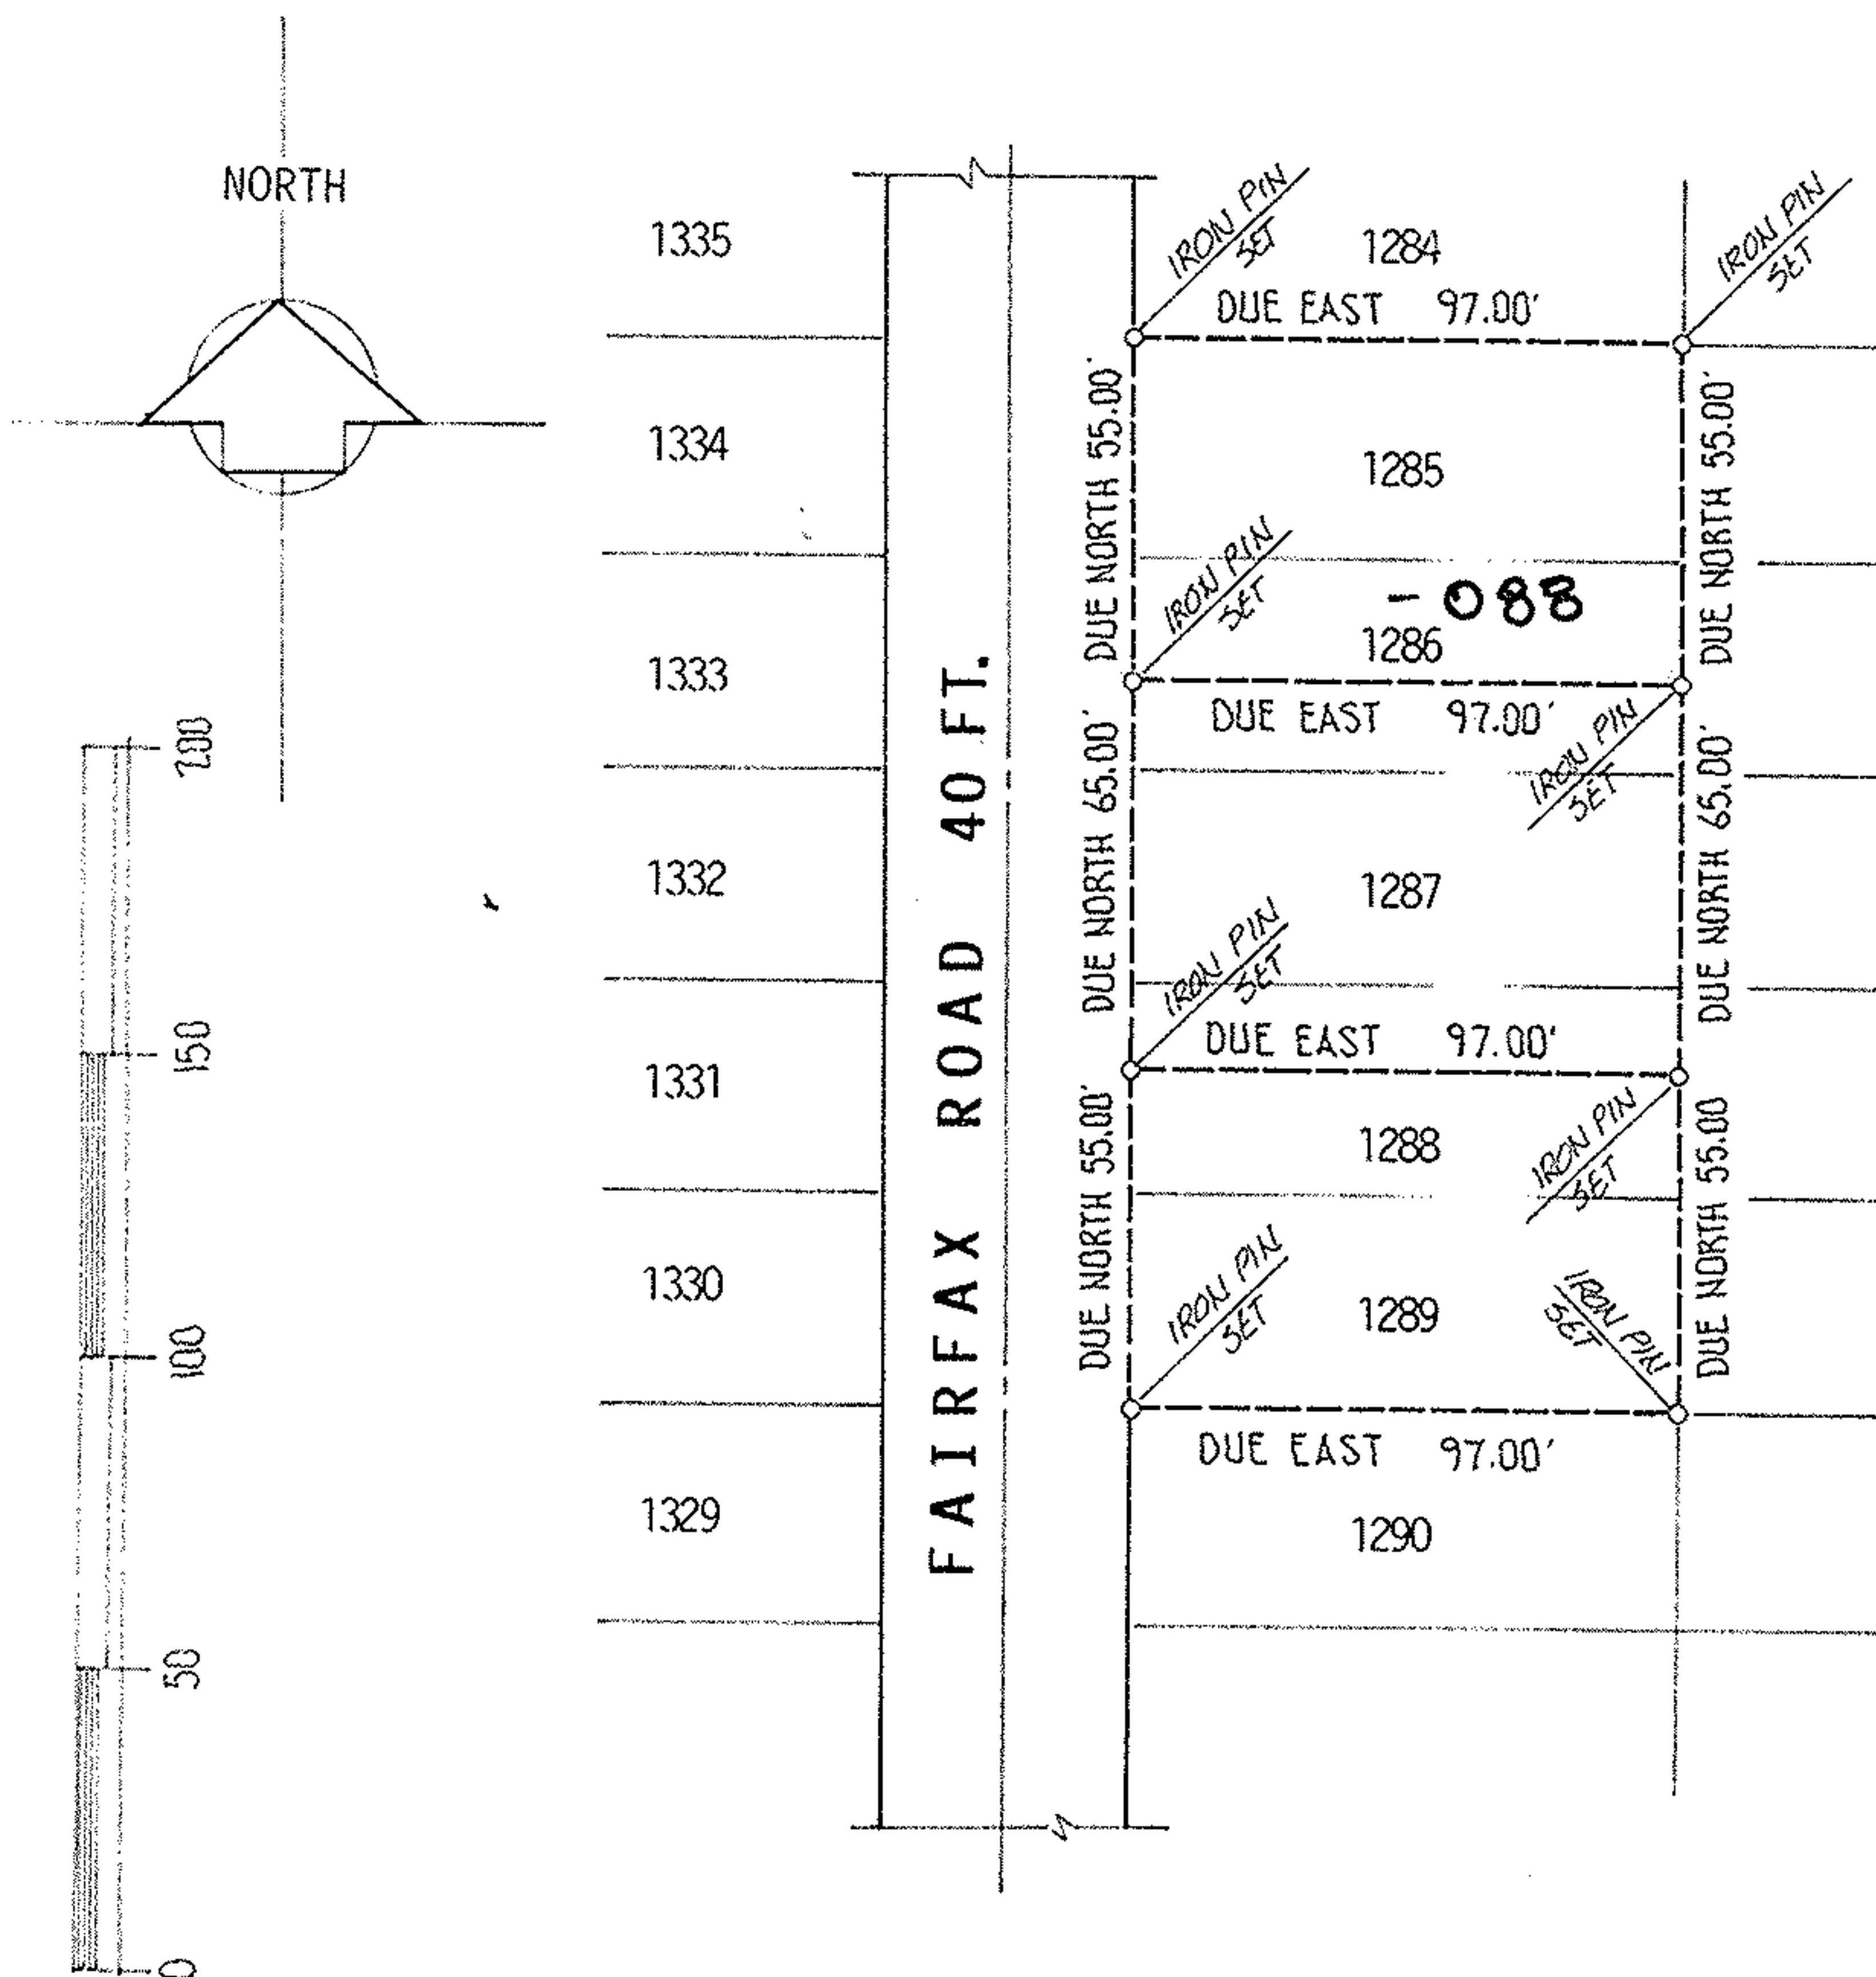 NORTH
200
150
100
50
0
1335
1334
1333
1332
1331
1330
1329
FAIRFAX ROAD 40 FT.
IRON PIN
SET
1284
IRON PIN
SET
DUE EAST 97.00'
DUE NORTH 55.00'
1285
DUE NORTH 55.00'
IRON PIN
SET
- 088
1286
DUE EAST 97.00'
IRON PIN
SET
DUE NORTH 65.00'
1287
DUE NORTH 65.00'
IRON PIN
SET
DUE EAST 97.00'
DUE NORTH 55.00'
1288
IRON PIN
SET
DUE NORTH 55.00
IRON PIN
SET
1289
IRON PIN
SET
DUE EAST 97.00'
1290